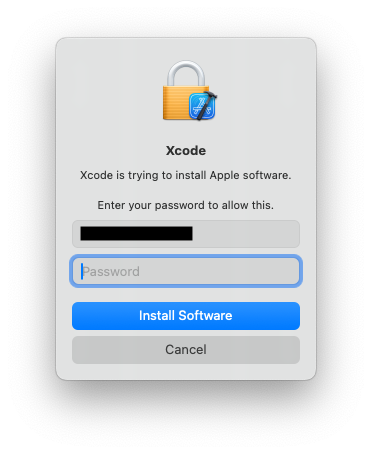 Xcode
Xcode is trying to install Apple software.
Enter your password to allow this.
Password
Install Software
Cancel